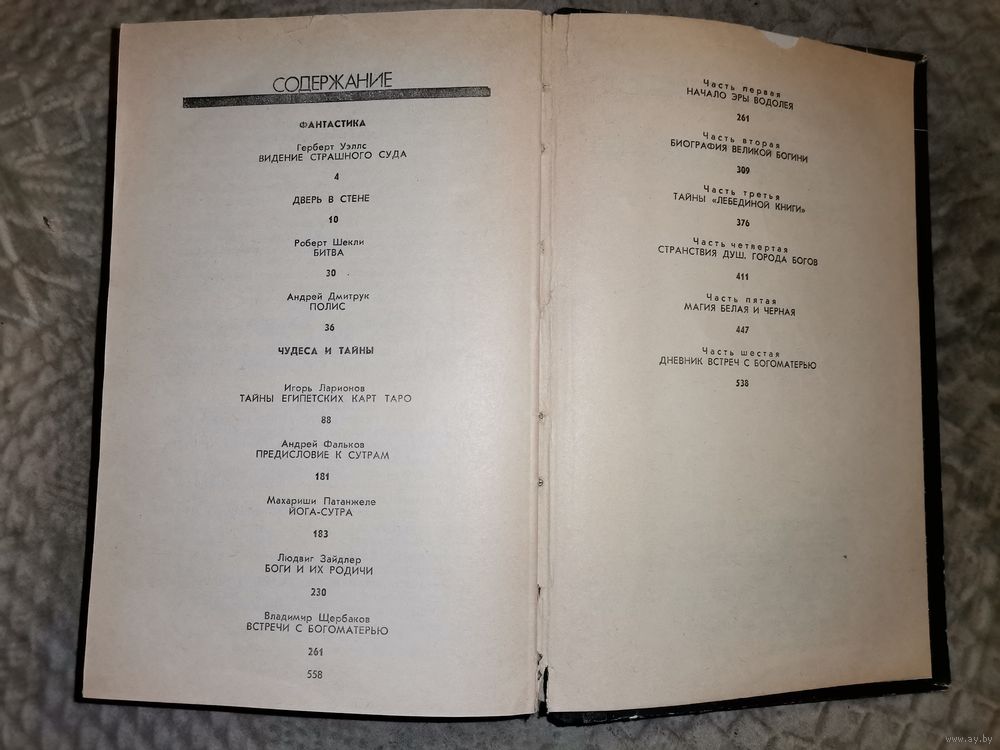 СОДЕРЖАНИЕ
ФАНТАСТИКА
Герберт Уэллс
ВИДЕНИЕ СТРАШНОГО СУДА
4
ДВЕРЬ В СТЕНЕ
10
Роберт Шекли
БИТВА
30
Андрей Дмитрук
ПОЛИС
36
ЧУДЕСА И ТАЙНЫ
Игорь Ларионов
ТАЙНЫ ЕГИПЕТСКИХ КАРТ ТАРО
88
Андрей Фальков
ПРЕДИСЛОВИЕ К СУТРАМ
181
Махариши Патанжеле
ЙОГА-СУТРА
183
Людвиг Зайдлер
БОГИ И ИХ РОДИЧИ
230
Владимир Щербаков
ВСТРЕЧИ С БОГОМАТЕРЬЮ
261
558
Часть первая
НАЧАЛО ЭРЫ ВОДОЛЕЯ
261
Часть вторая
БИОГРАФИЯ ВЕЛИКОЙ БОГИНИ
309
Часть третья
ТАЙНЫ «ЛЕБЕДИНОЙ КНИГИ»
376
Часть четвертая
СТРАНСТВИЯ ДУШ. ГОРОДА БОГОВ
411
Часть пятая
МАГИЯ БЕЛАЯ И ЧЕРНАЯ
447
Часть шестая
ДНЕВНИК ВСТРЕЧ С БОГОМАТЕРЬЮ
538
www.ay.by